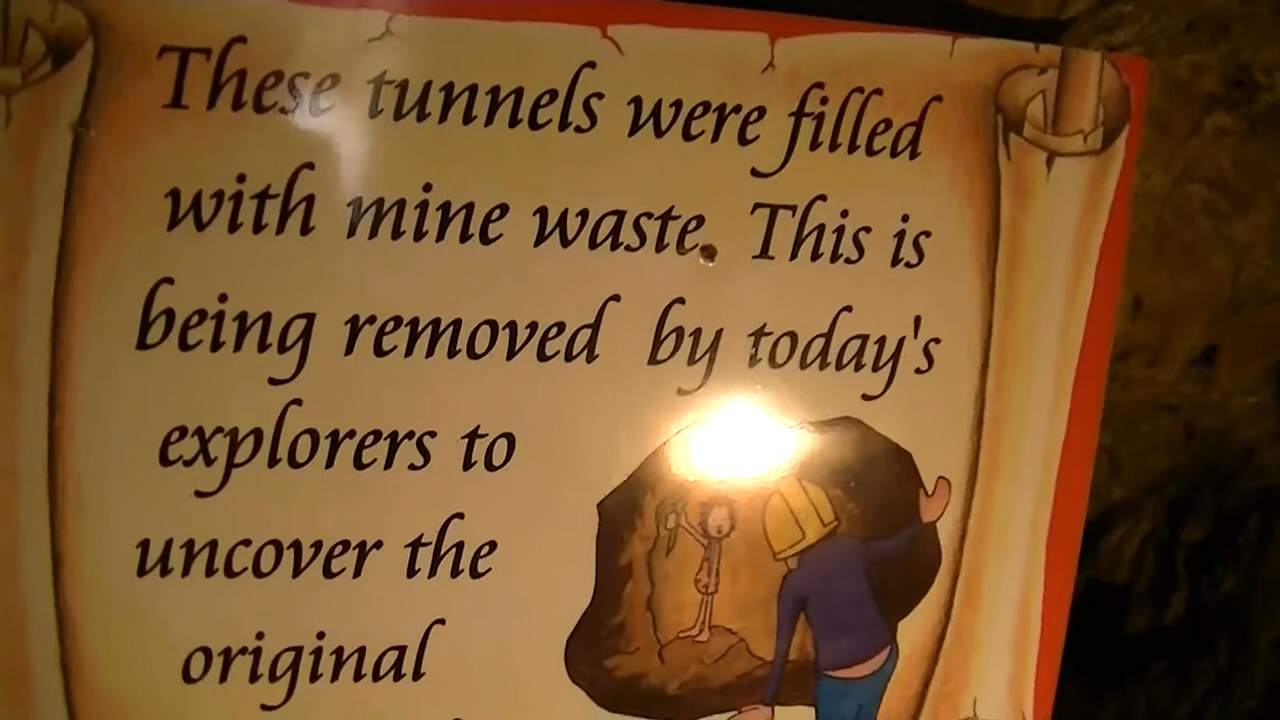 These tunnels were filled
with mine waste. This is
being removed by today's
explorers to
uncover the
original